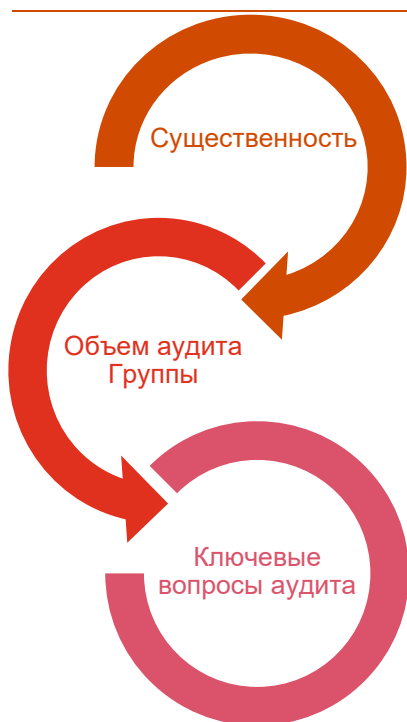 Существенность
Объем аудита
Группы
Ключевые
вопросы аудита